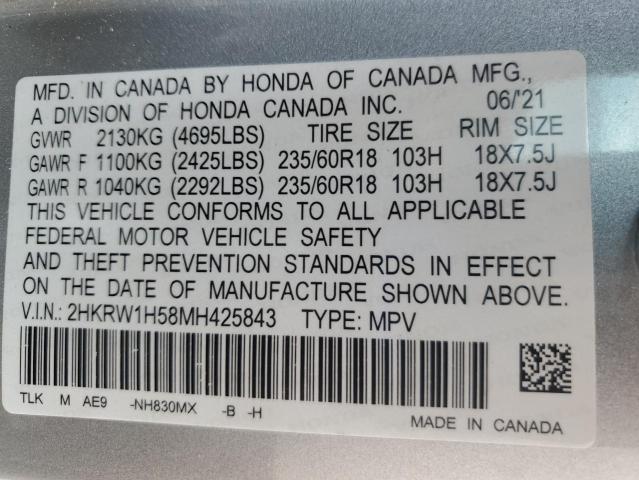 MFD. IN CANADA BY HONDA OF CANADA MFG.,
A DIVISION OF HONDA CANADA INC. 06/'21
GVWR 2130KG (4695LBS) TIRE SIZE RIM SIZE
GAWR F 1100KG (2425LBS) 235/60R18 103H 18X7.5J
GAWR R 1040KG (2292LBS) 235/60R18 103H 18X7.5J
THIS VEHICLE CONFORMS TO ALL APPLICABLE
FEDERAL MOTOR VEHICLE SAFETY
AND THEFT PREVENTION STANDARDS IN EFFECT
ON THE DATE OF MANUFACTURE SHOWN ABOVE.
V.I.N.: 2HKRW1H58MH425843 TYPE: MPV
TLK M AE9 -NH830MX -B -H
MADE IN CANADA